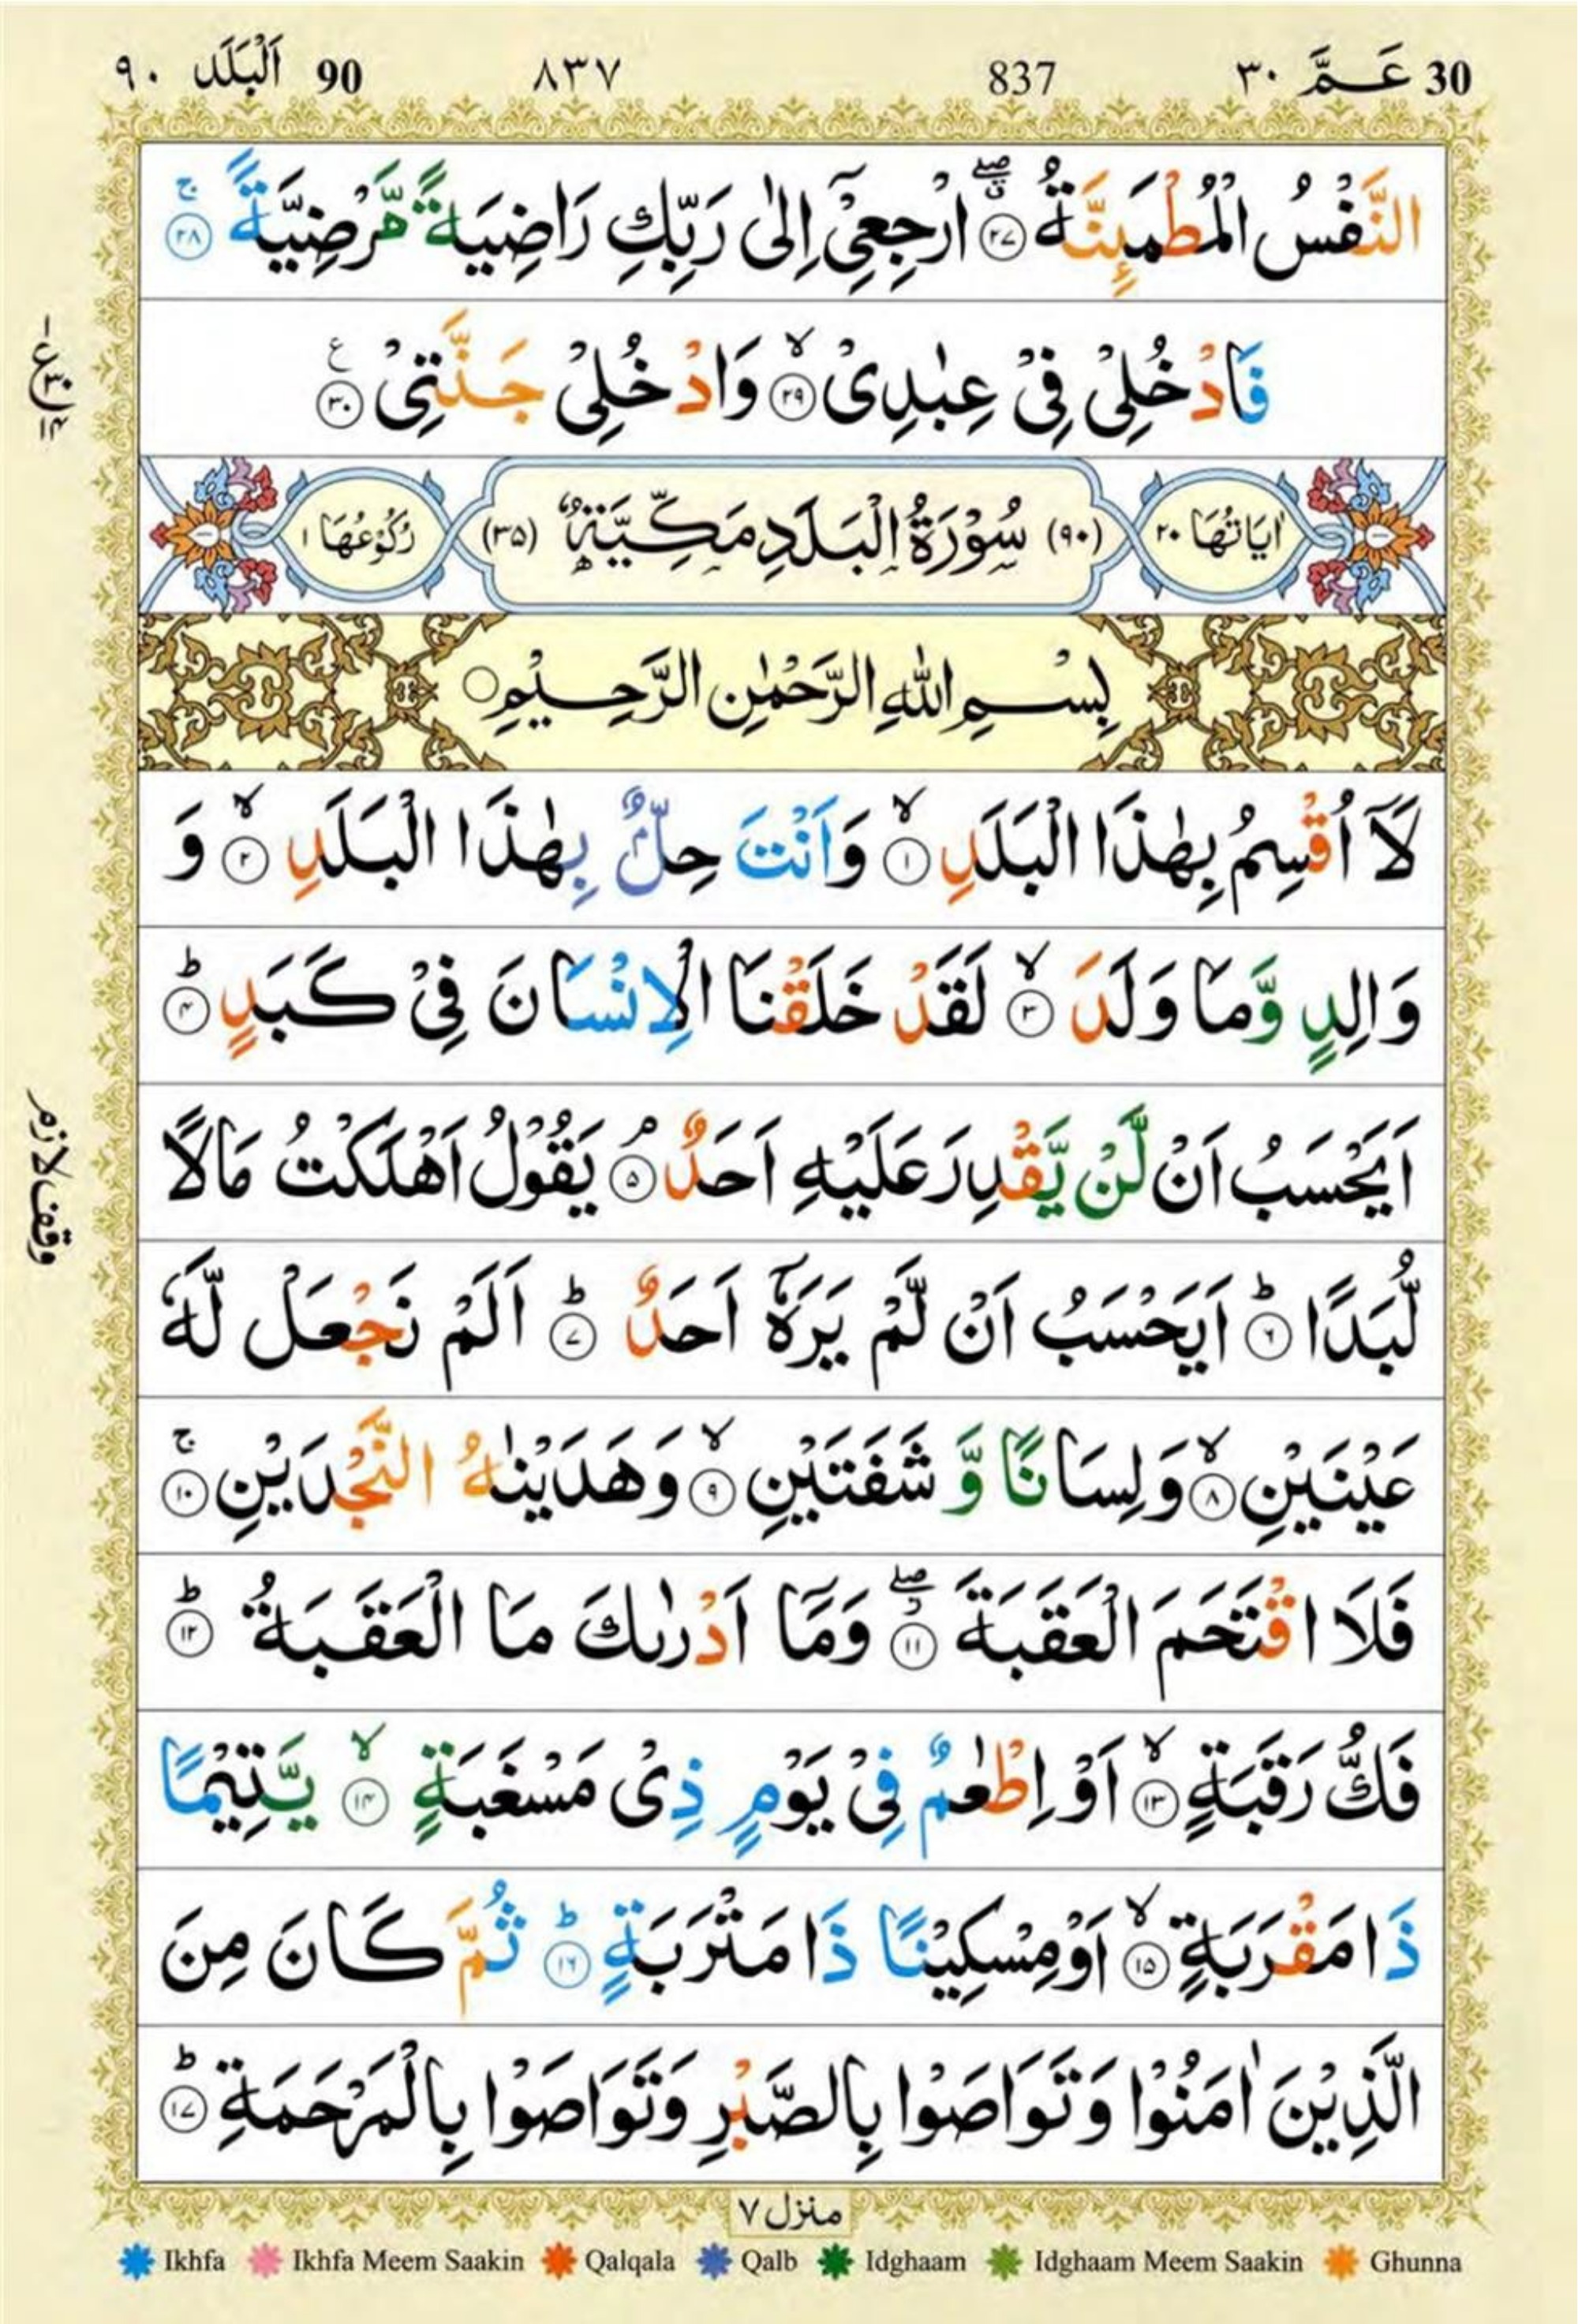 30 عَمَّ ٣٠ 837 ٨٣٧ 90 اَلْبَلَد ٩٠
النَّفْسُ الْمُطْمَىِٕنَّةُ ۖۗ ۝٢٧ ارْجِعِيْۤ اِلٰى رَبِّكِ رَاضِيَةً مَّرْضِيَّةً ۚ ۝٢٨
فَادْخُلِيْ فِيْ عِبٰدِيْ ۙ ۝٢٩ وَادْخُلِيْ جَنَّتِيْ ۝٣٠ ع
اٰيَاتُهَا ٢٠ (٩٠) سُوْرَةُ الْبَلَدِ مَكِّيَّةٌ (٣٥) رُكُوْعُهَا ١
بِسْمِ اللّٰهِ الرَّحْمٰنِ الرَّحِيْمِ ○
لَاۤ اُقْسِمُ بِهٰذَا الْبَلَدِ ۙ ۝١ وَاَنْتَ حِلٌّۢ بِهٰذَا الْبَلَدِ ۙ ۝٢ وَ
وَالِدٍ وَّمَا وَلَدَ ۙ ۝٣ لَقَدْ خَلَقْنَا الْاِنْسَانَ فِيْ كَبَدٍ ؕ ۝٤
اَيَحْسَبُ اَنْ لَّنْ يَّقْدِرَ عَلَيْهِ اَحَدٌ ۘ ۝٥ يَقُوْلُ اَهْلَكْتُ مَالًا
لُّبَدًا ؕ ۝٦ اَيَحْسَبُ اَنْ لَّمْ يَرَهٗۤ اَحَدٌ ؕ ۝٧ اَلَمْ نَجْعَلْ لَّهٗ
عَيْنَيْنِ ۙ ۝٨ وَلِسَانًا وَّ شَفَتَيْنِ ۙ ۝٩ وَهَدَيْنٰهُ النَّجْدَيْنِ ۚ ۝١٠
فَلَا اقْتَحَمَ الْعَقَبَةَ ۖ ۝١١ وَمَاۤ اَدْرٰىكَ مَا الْعَقَبَةُ ؕ ۝١٢
فَكُّ رَقَبَةٍ ۙ ۝١٣ اَوْ اِطْعٰمٌ فِيْ يَوْمٍ ذِيْ مَسْغَبَةٍ ۙ ۝١٤ يَّتِيْمًا
ذَا مَقْرَبَةٍ ۙ ۝١٥ اَوْ مِسْكِيْنًا ذَا مَتْرَبَةٍ ؕ ۝١٦ ثُمَّ كَانَ مِنَ
الَّذِيْنَ اٰمَنُوْا وَتَوَاصَوْا بِالصَّبْرِ وَتَوَاصَوْا بِالْمَرْحَمَةِ ؕ ۝١٧
وقف لازم
منزل ٧
Ikhfa Ikhfa Meem Saakin Qalqala Qalb Idghaam Idghaam Meem Saakin Ghunna